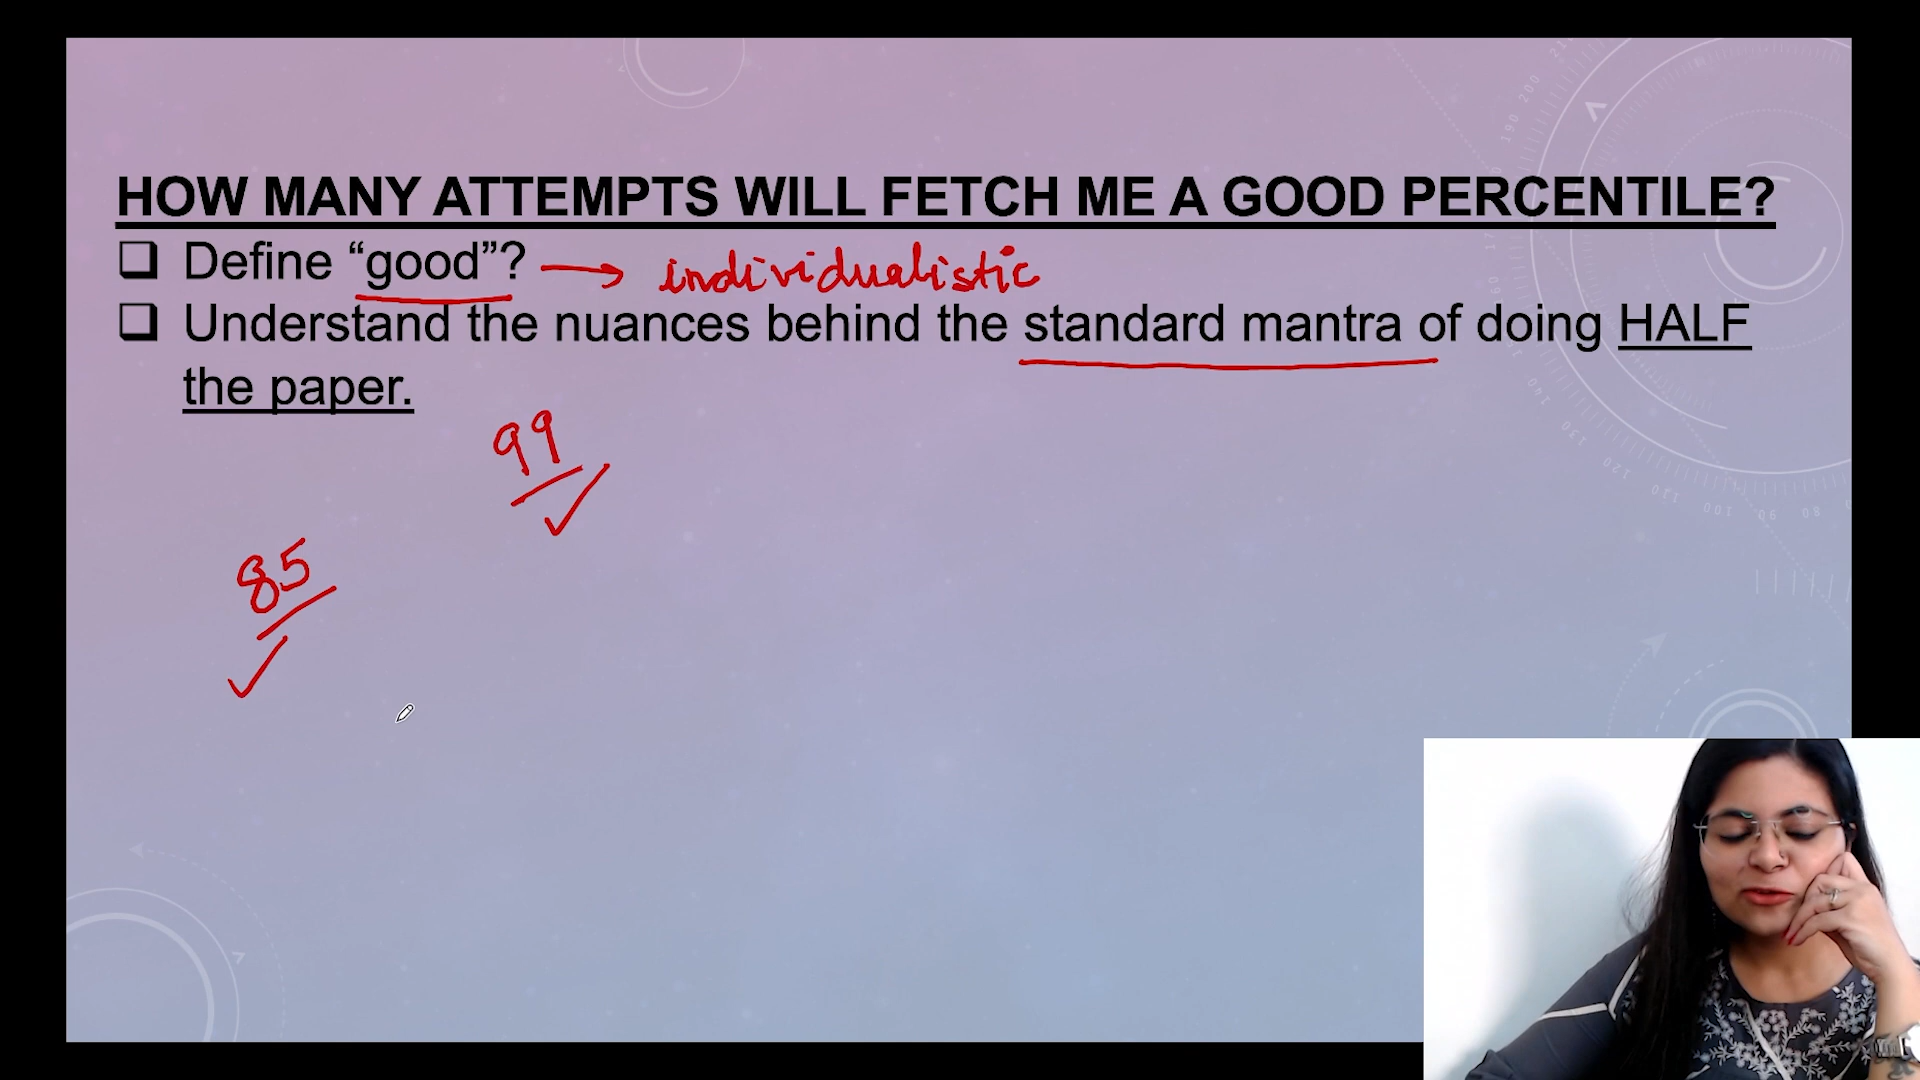 HOW MANY ATTEMPTS WILL FETCH ME A GOOD PERCENTILE?
❑ Define “good”? → individualistic
❑ Understand the nuances behind the standard mantra of doing HALF
the paper.
99
85